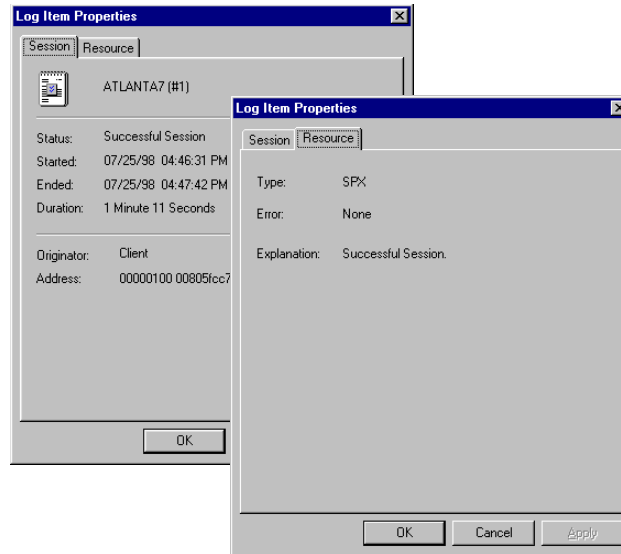 Log Item Properties
Session Resource
ATLANTA7 (#1)
Status: Successful Session
Started: 07/25/98 04:46:31 PM
Ended: 07/25/98 04:47:42 PM
Duration: 1 Minute 11 Seconds
Originator: Client
Address: 00000100 00805fcc7
OK
Log Item Properties
Session Resource
Type: SPX
Error: None
Explanation: Successful Session.
OK Cancel Apply